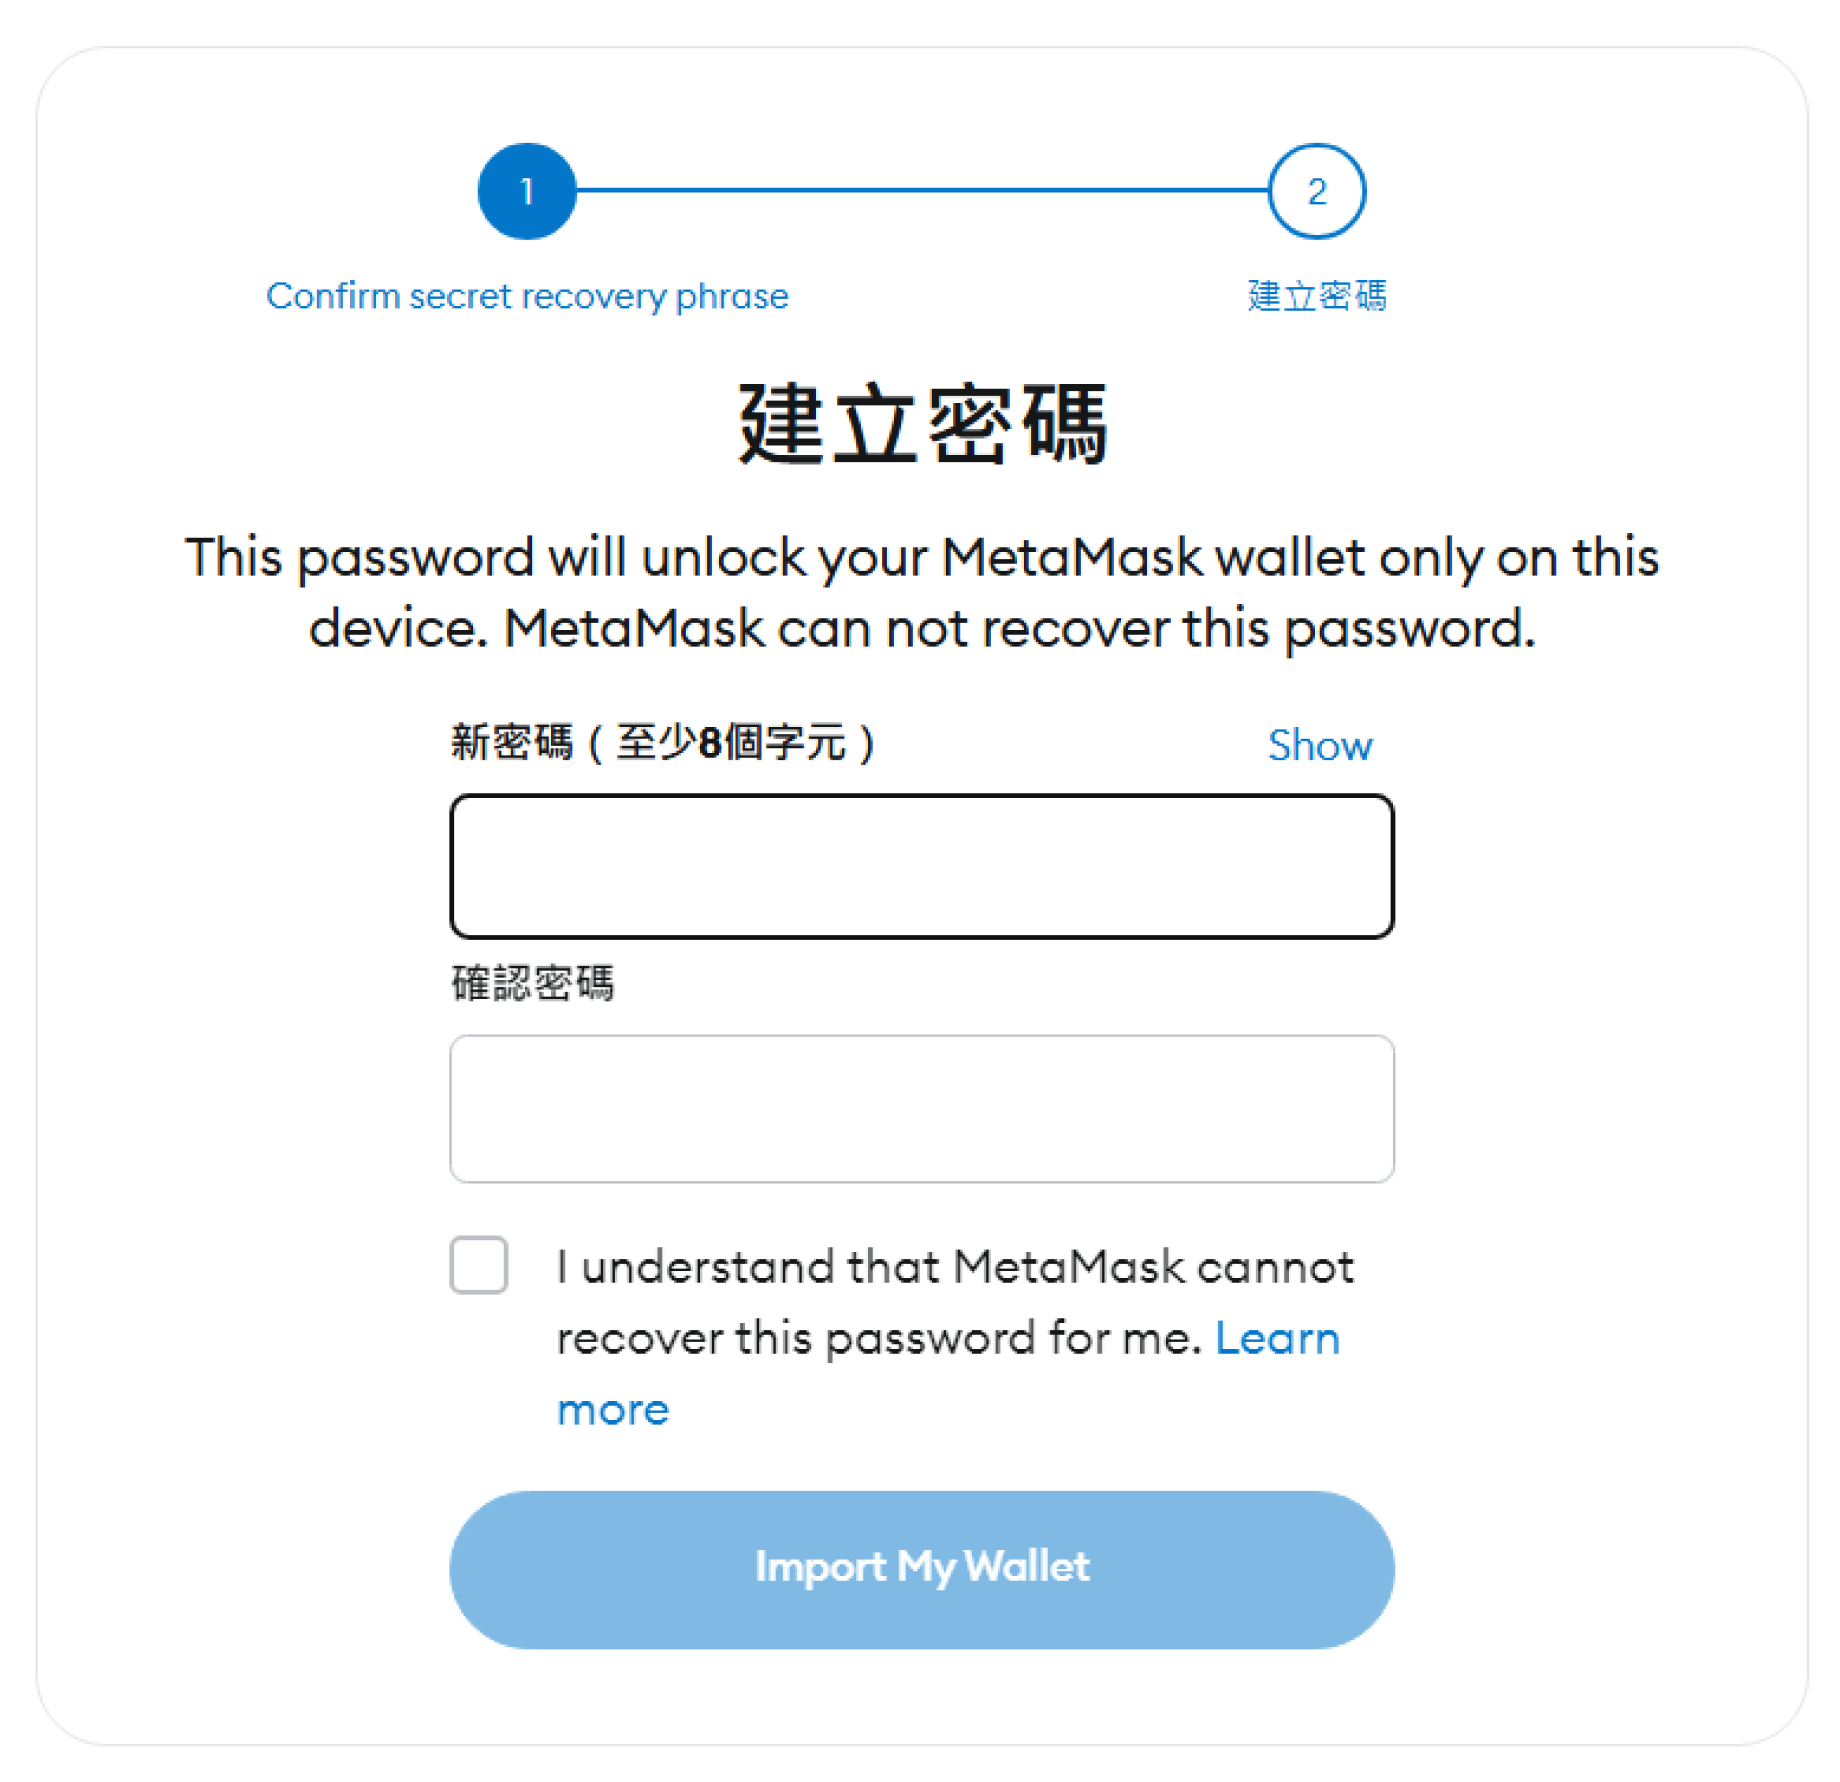 1
2
Confirm secret recovery phrase
建立密碼
建立密碼
This password will unlock your MetaMask wallet only on this
device. MetaMask can not recover this password.
新密碼（至少8個字元）
Show
確認密碼
I understand that MetaMask cannot
recover this password for me. Learn
more
Import My Wallet